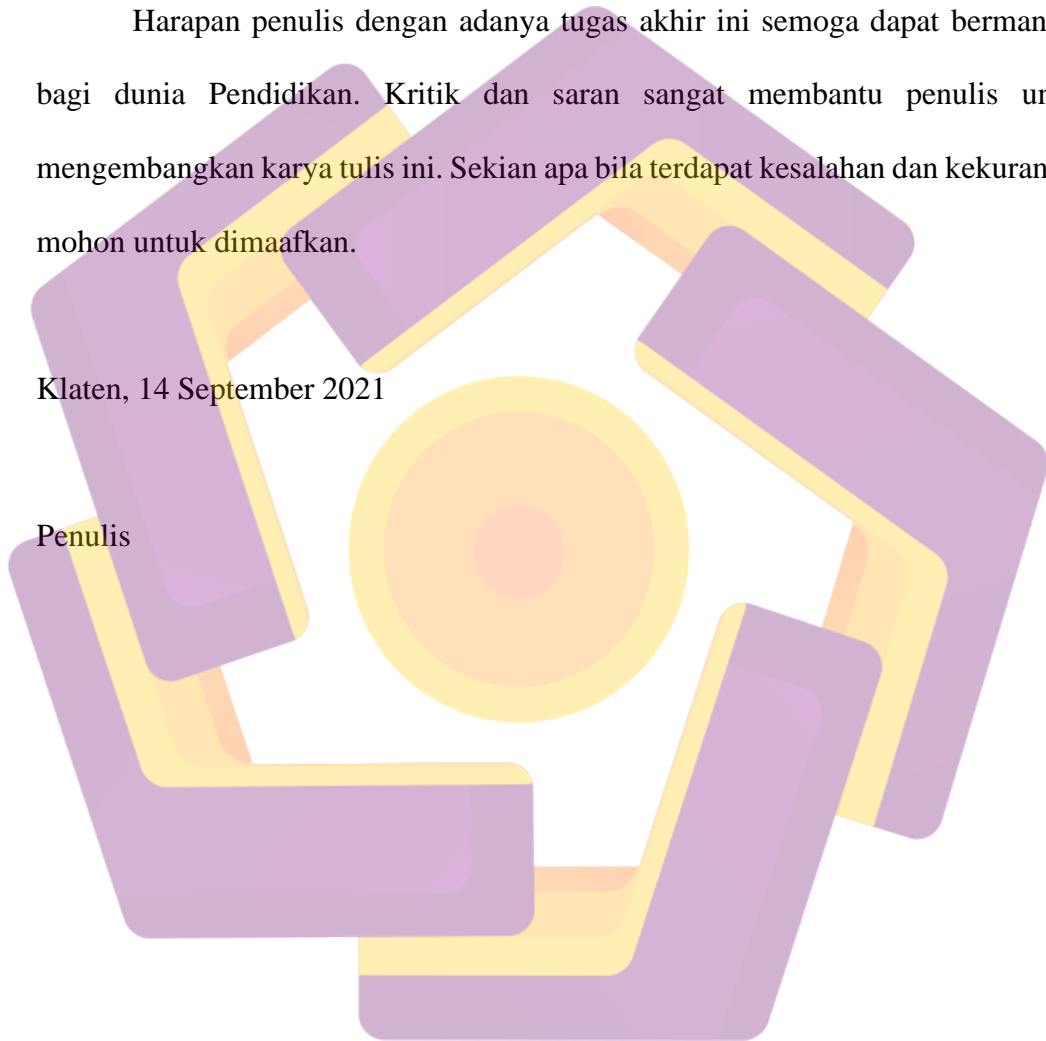 Harapan penulis dengan adanya tugas akhir ini semoga dapat berman
bagi dunia Pendidikan. Kritik dan saran sangat membantu penulis un
mengembangkan karya tulis ini. Sekian apa bila terdapat kesalahan dan kekuran
mohon untuk dimaafkan.
Klaten, 14 September 2021
Penulis